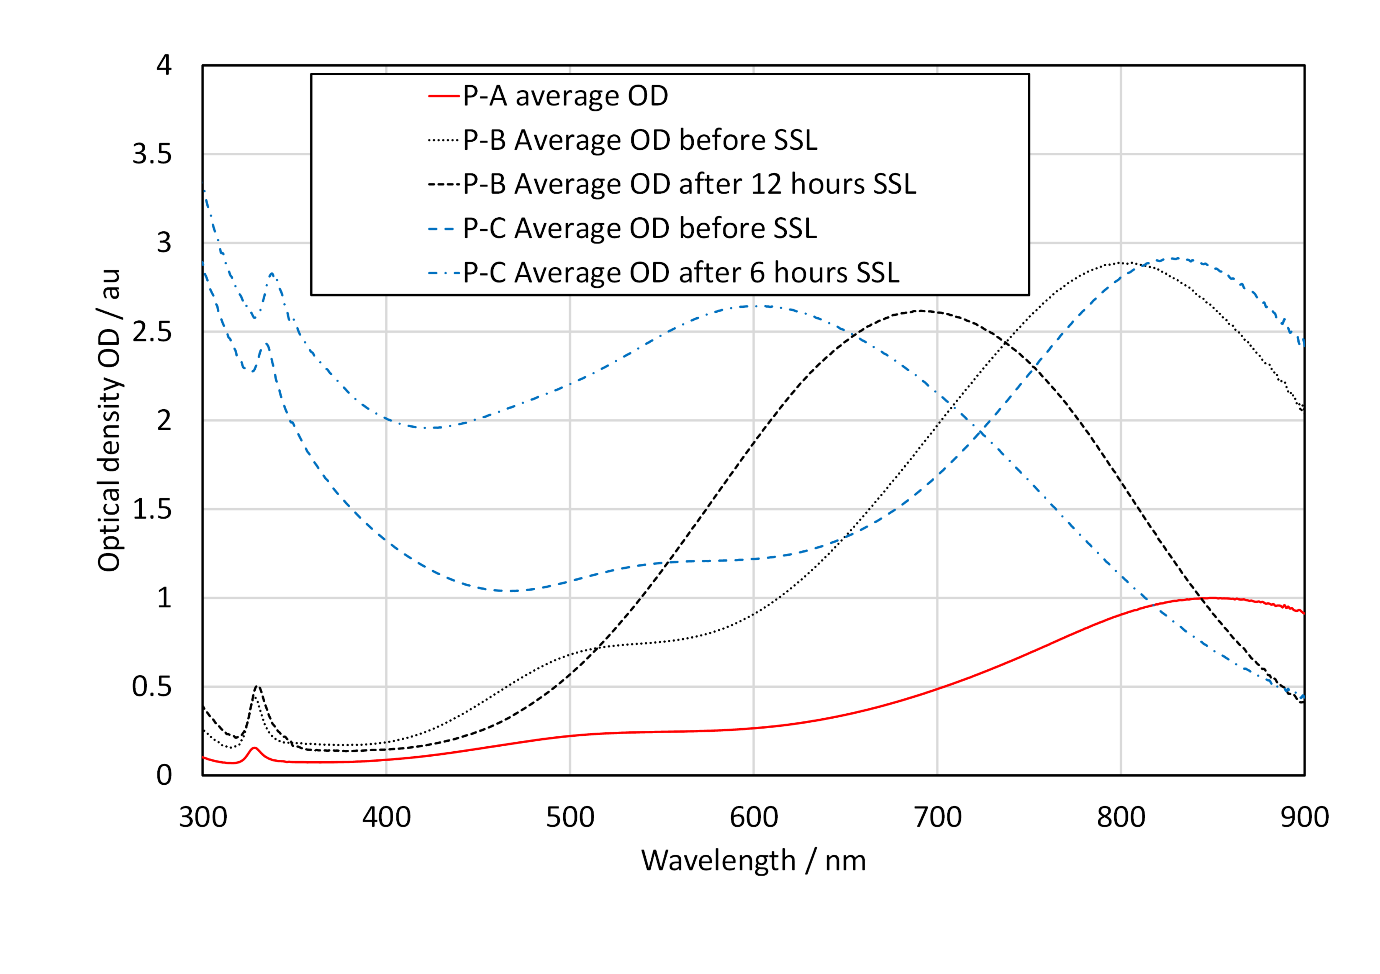 4
3.5
3
2.5
2
1.5
1
0.5
0
Optical density OD / au
P-A average OD
P-B Average OD before SSL
P-B Average OD after 12 hours SSL
P-C Average OD before SSL
P-C Average OD after 6 hours SSL
300 400 500 600 700 800 900
Wavelength / nm